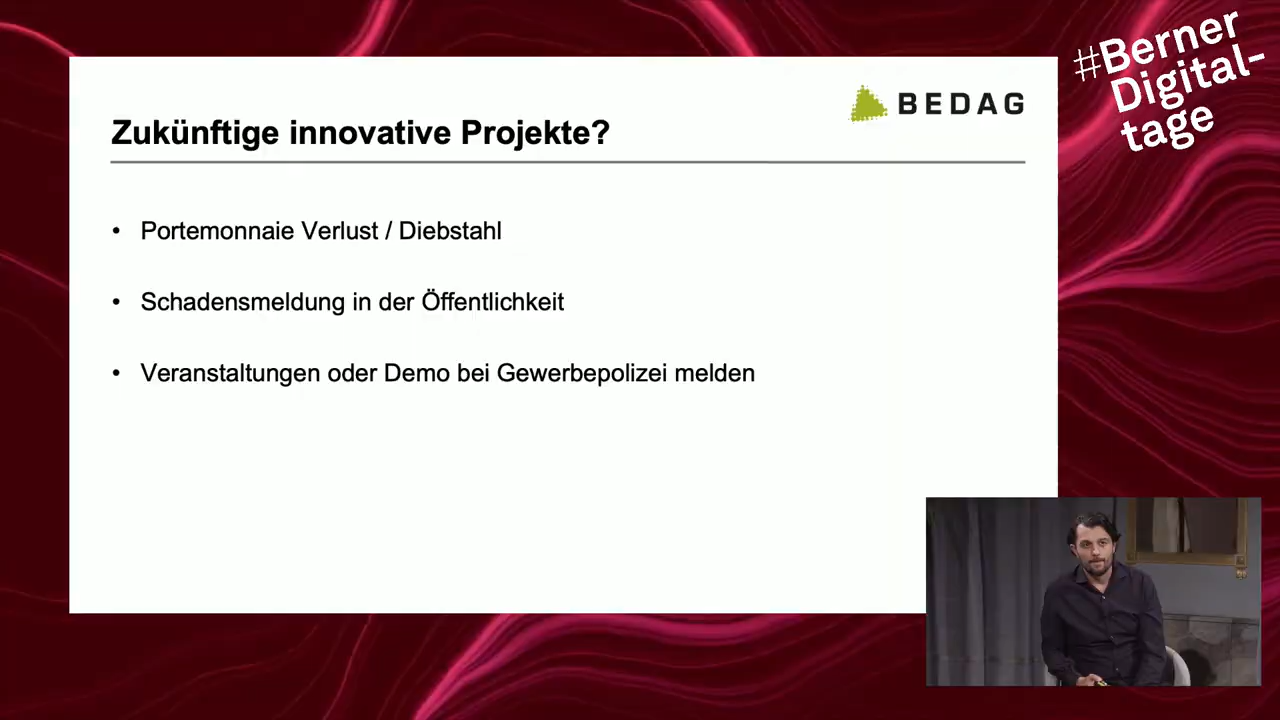 #Berner
Digital-
tage
BEDAG
Zukünftige innovative Projekte?
• Portemonnaie Verlust / Diebstahl
• Schadensmeldung in der Öffentlichkeit
• Veranstaltungen oder Demo bei Gewerbepolizei melden